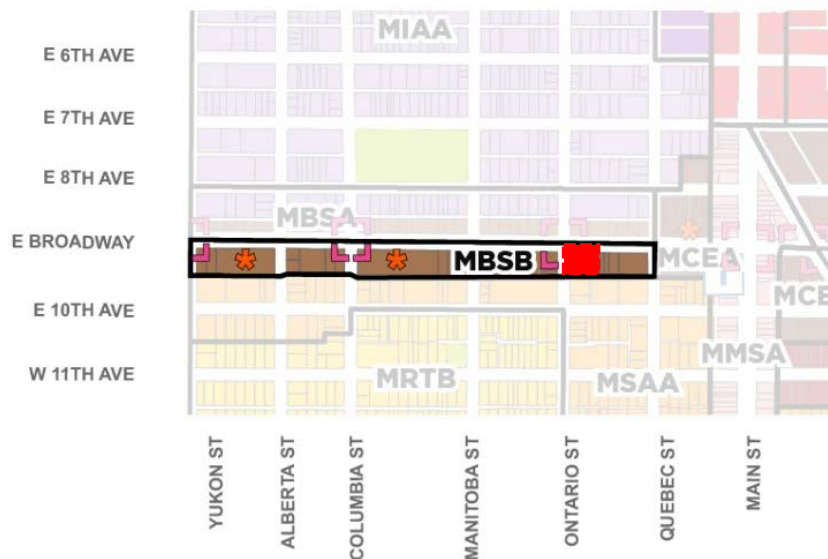 MIAA
E 6TH AVE
E 7TH AVE
E 8TH AVE
MBSA
E BROADWAY
MBSB
MCEA
E 10TH AVE
MMSA
W 11TH AVE
MRTB
MSAA
YUKON ST
ALBERTA ST
COLUMBIA ST
MANITOBA ST
ONTARIO ST
QUEBEC ST
MAIN ST